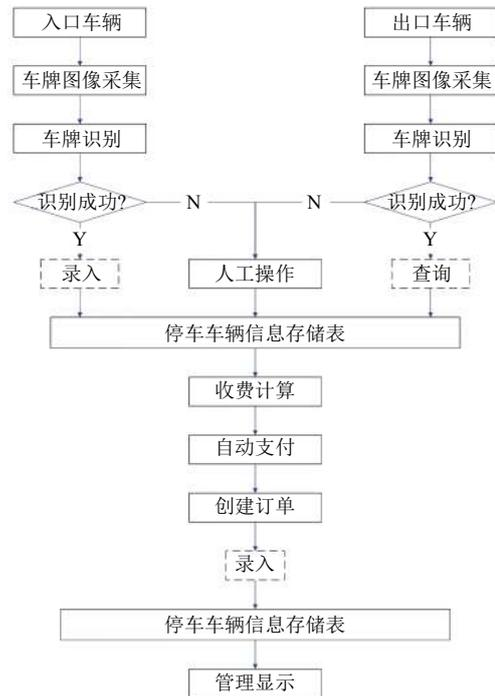 入口车辆
出口车辆
车牌图像采集
车牌图像采集
车牌识别
车牌识别
识别成功?
N
N
识别成功?
Y
Y
录入
人工操作
查询
停车车辆信息存储表
收费计算
自动支付
创建订单
录入
停车车辆信息存储表
管理显示